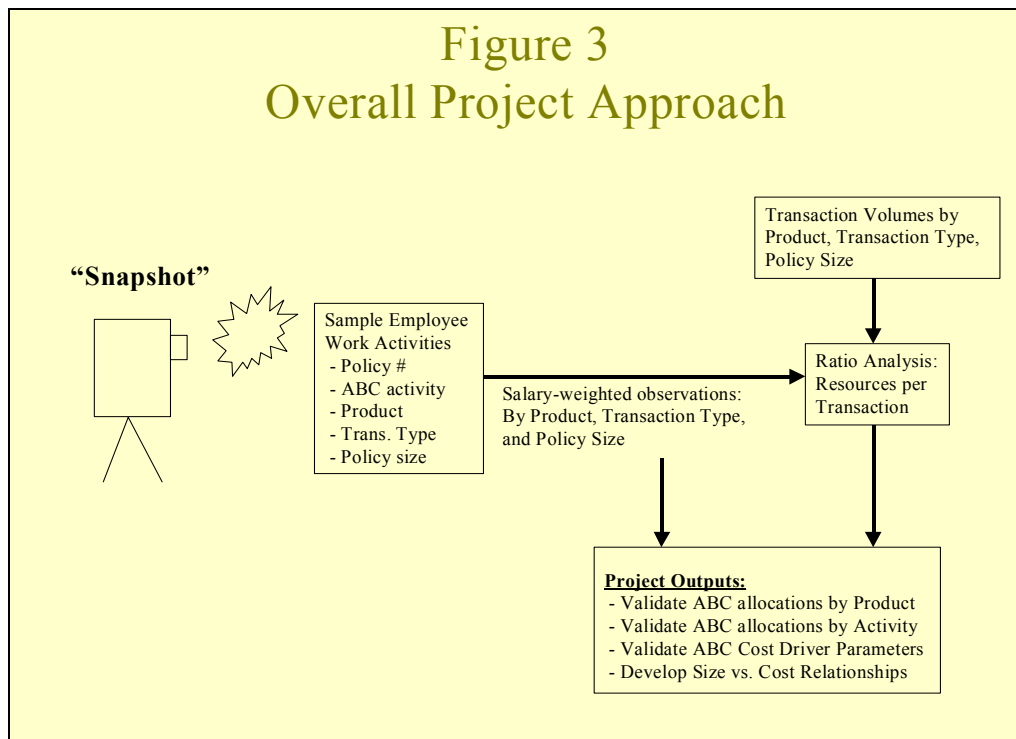 Figure 3
Overall Project Approach
Transaction Volumes by
Product, Transaction Type,
Policy Size
“Snapshot”
Sample Employee
Work Activities
- Policy #
- ABC activity
- Product
- Trans. Type
- Policy size
Salary-weighted observations:
By Product, Transaction Type,
and Policy Size
Ratio Analysis:
Resources per
Transaction
Project Outputs:
- Validate ABC allocations by Product
- Validate ABC allocations by Activity
- Validate ABC Cost Driver Parameters
- Develop Size vs. Cost Relationships